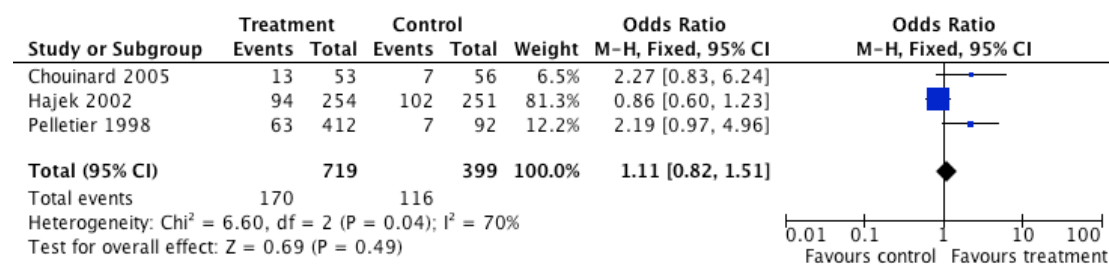 Treatment Control Odds Ratio Odds Ratio
Study or Subgroup Events Total Events Total Weight M-H, Fixed, 95% CI M-H, Fixed, 95% CI
Chouinard 2005 13 53 7 56 6.5% 2.27 [0.83, 6.24]
Hajek 2002 94 254 102 251 81.3% 0.86 [0.60, 1.23]
Pelletier 1998 63 412 7 92 12.2% 2.19 [0.97, 4.96]
Total (95% CI) 719 399 100.0% 1.11 [0.82, 1.51]
Total events 170 116
Heterogeneity: Chi² = 6.60, df = 2 (P = 0.04); I² = 70%
Test for overall effect: Z = 0.69 (P = 0.49)
0.01 0.1 1 10 100
Favours control Favours treatment